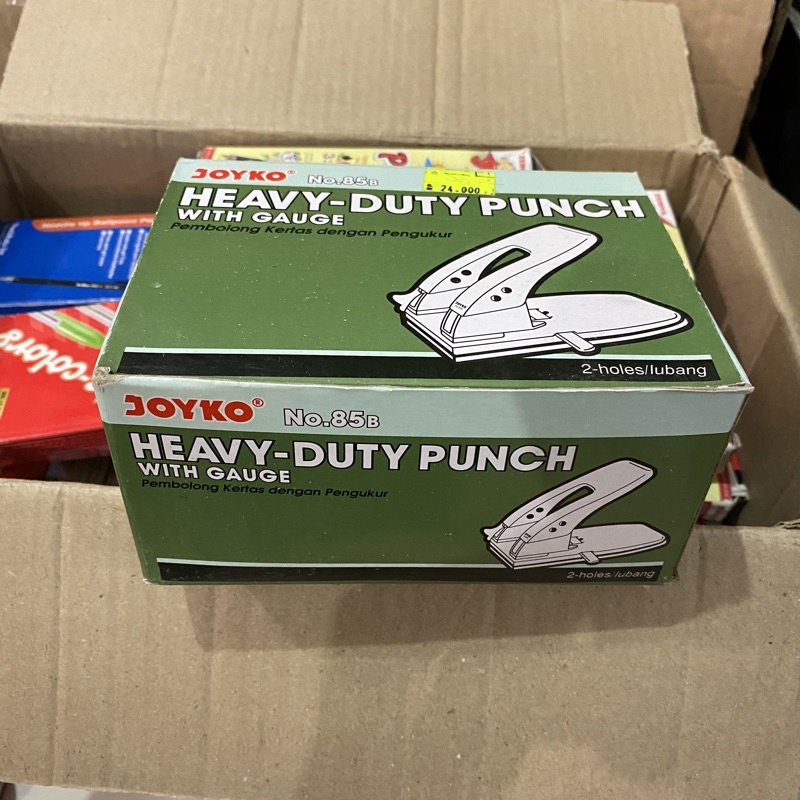 JOYKO®
No.85B
24.000
HEAVY-DUTY PUNCH
WITH GAUGE
Pembolong Kertas dengan Pengukur
2-holes/lubang
JOYKO®
No.85B
HEAVY-DUTY PUNCH
WITH GAUGE
Pembolong Kertas dengan Pengukur
2-holes/lubang